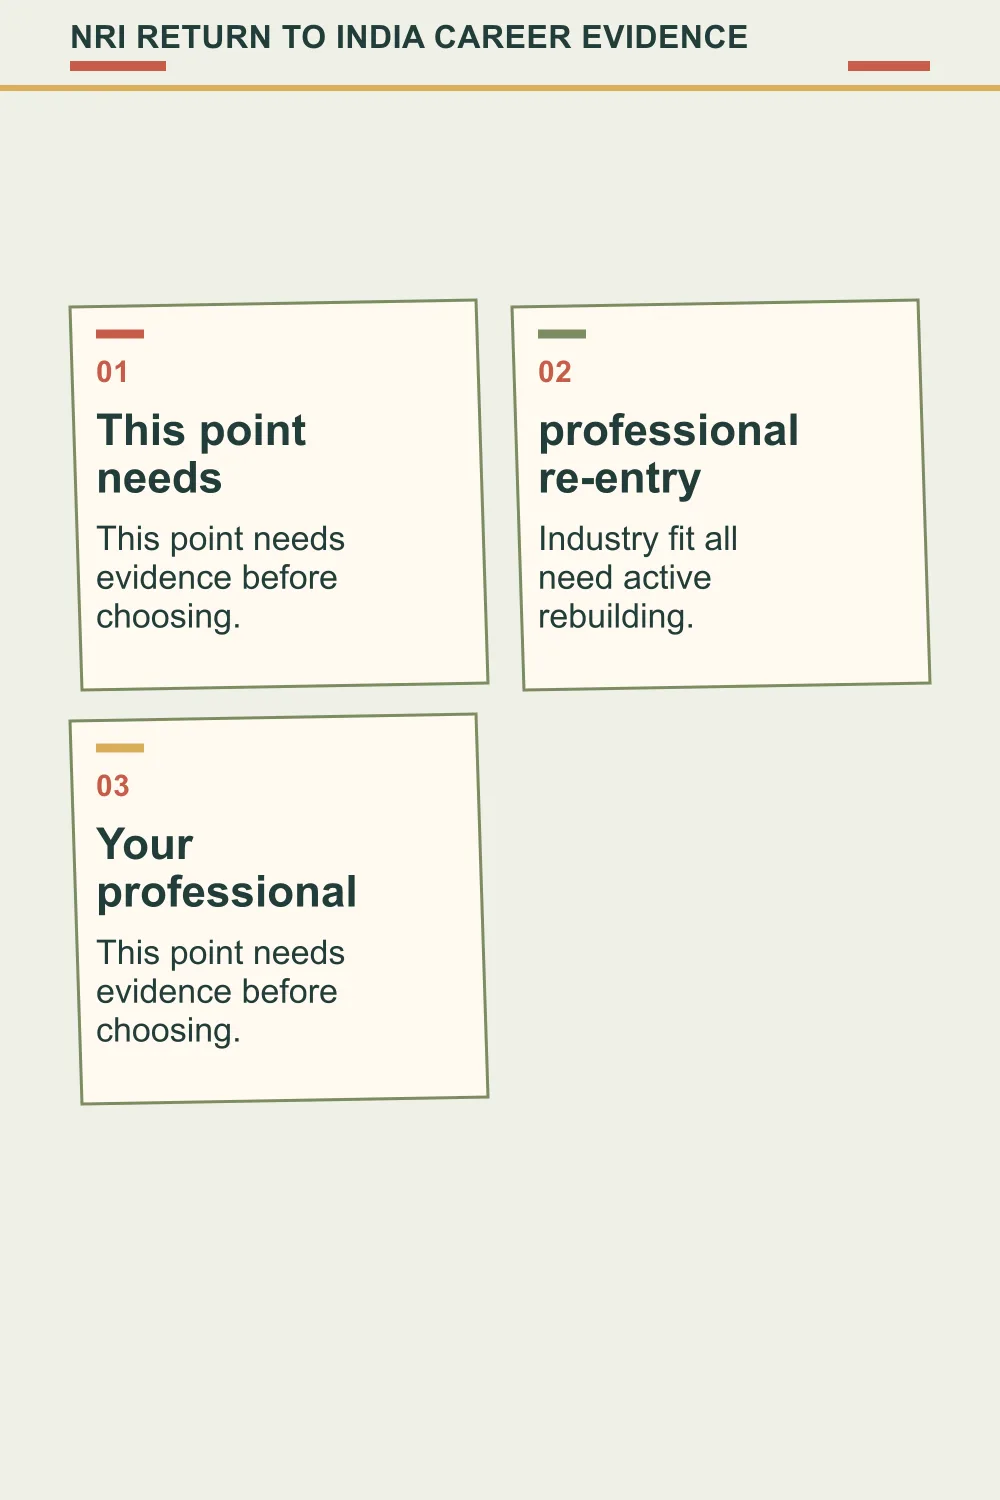 NRI RETURN TO INDIA CAREER EVIDENCE
01
This point
needs
This point needs
evidence before
choosing.
02
professional
re-entry
Industry fit all
need active
rebuilding.
03
Your
professional
This point needs
evidence before
choosing.